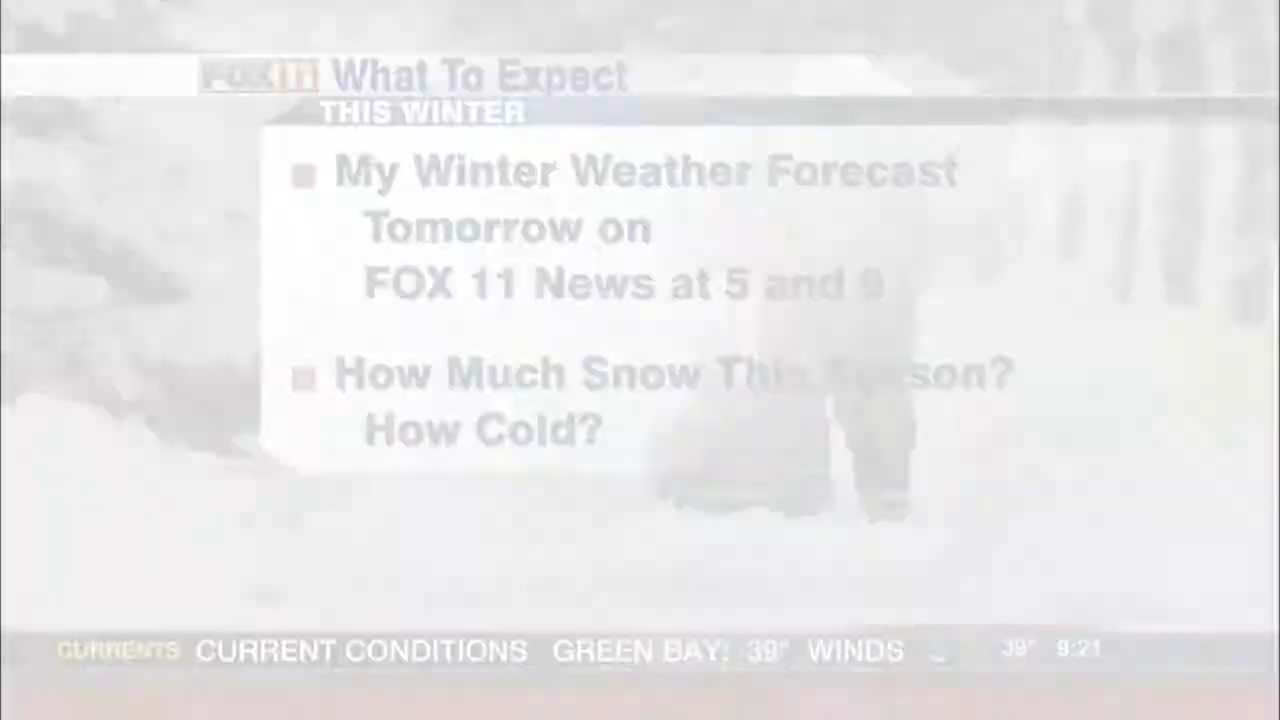 FOX 11 What To Expect
THIS WINTER
My Winter Weather Forecast
Tomorrow on
FOX 11 News at 5 and 9
How Much Snow This Season?
How Cold?
CURRENTS CURRENT CONDITIONS GREEN BAY: 39° WINDS 39° 9:21